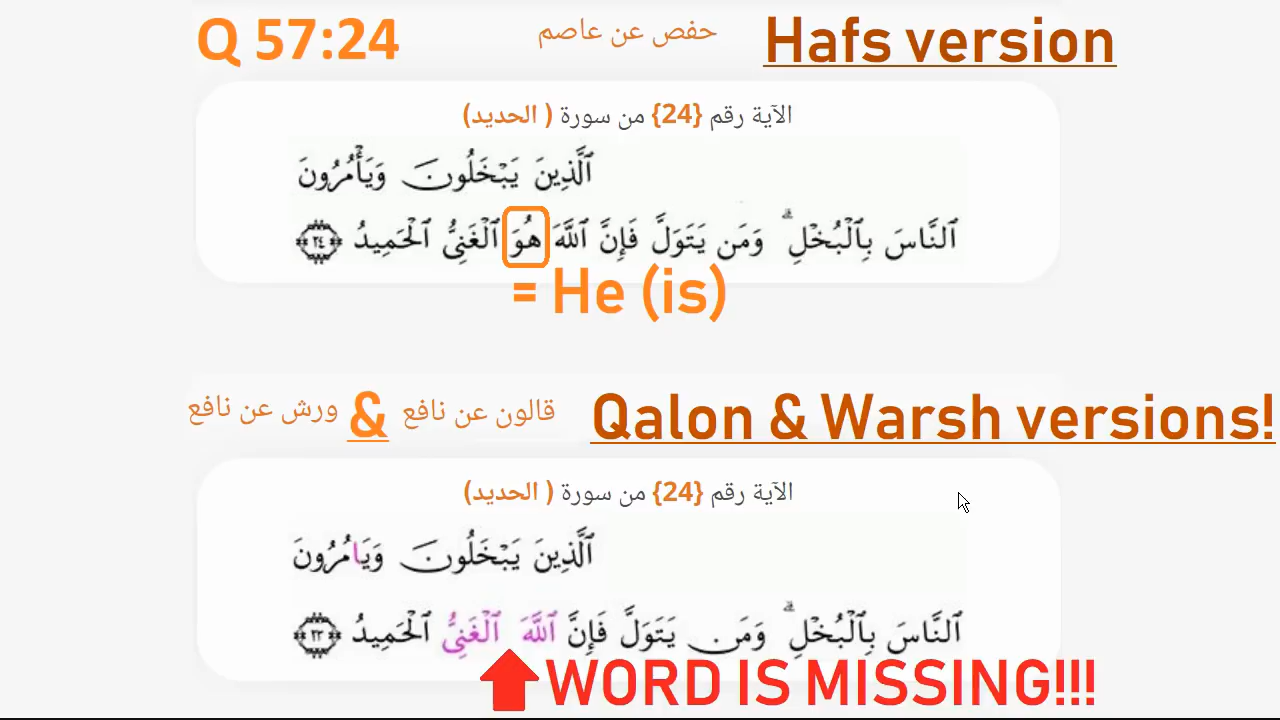 Q 57:24 حفص عن عاصم Hafs version
الآية رقم {24} من سورة ( الحديد)
ٱلَّذِينَ يَبْخَلُونَ وَيَأْمُرُونَ
ٱلنَّاسَ بِٱلْبُخْلِ ۗ وَمَن يَتَوَلَّ فَإِنَّ ٱللَّهَ هُوَ ٱلْغَنِىُّ ٱلْحَمِيدُ ٢٤
= He (is)
ورش عن نافع & قالون عن نافع Qalon & Warsh versions!
الآية رقم {24} من سورة ( الحديد)
ٱلَّذِينَ يَبْخَلُونَ وَيَامُرُونَ
ٱلنَّاسَ بِٱلْبُخْلِ ۗ وَمَن يَتَوَلَّ فَإِنَّ ٱللَّهَ ٱلْغَنِىُّ ٱلْحَمِيدُ ٢٣
WORD IS MISSING!!!